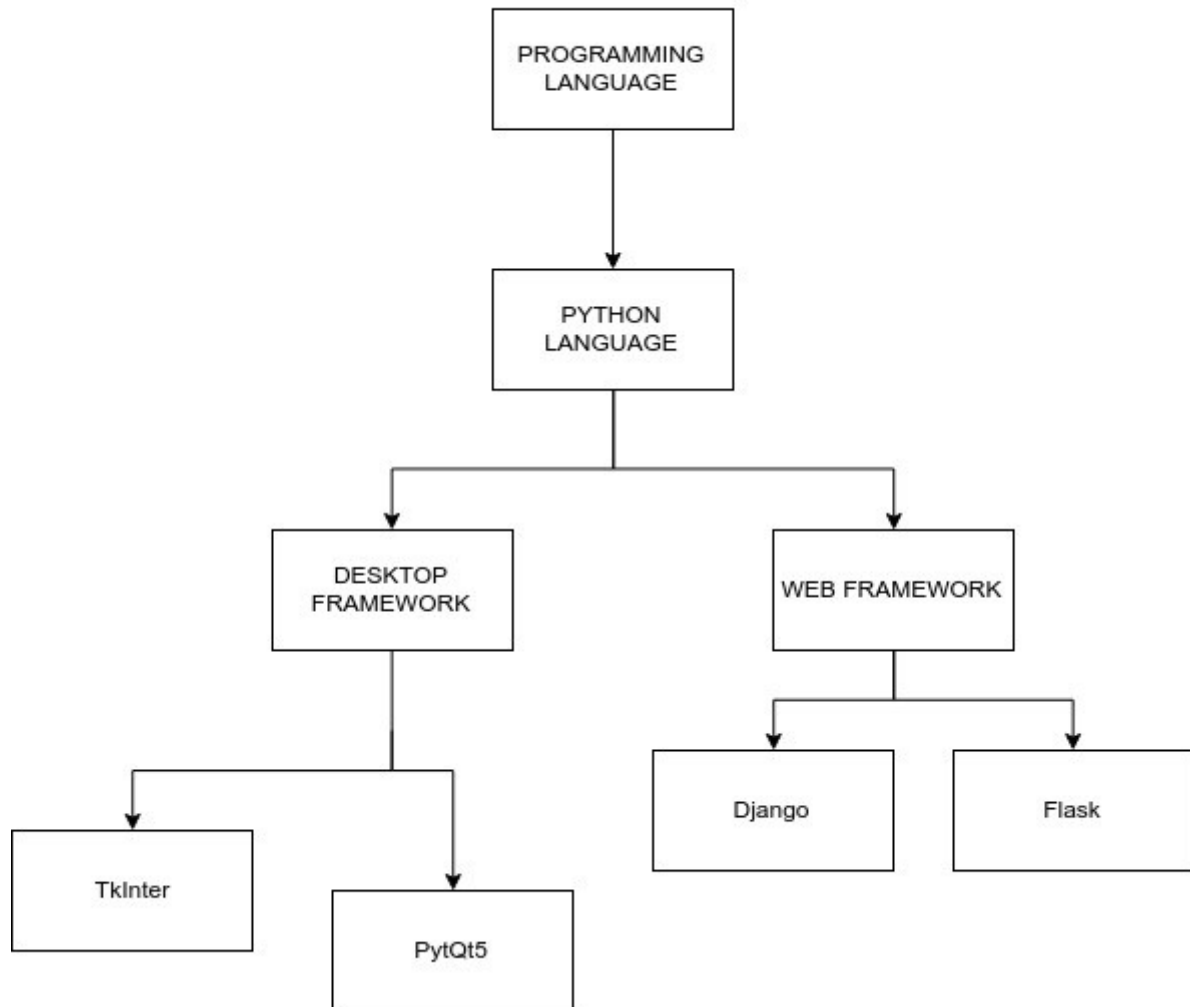 PROGRAMMING
LANGUAGE
PYTHON
LANGUAGE
DESKTOP
FRAMEWORK
WEB FRAMEWORK
Django
Flask
TkInter
PytQt5